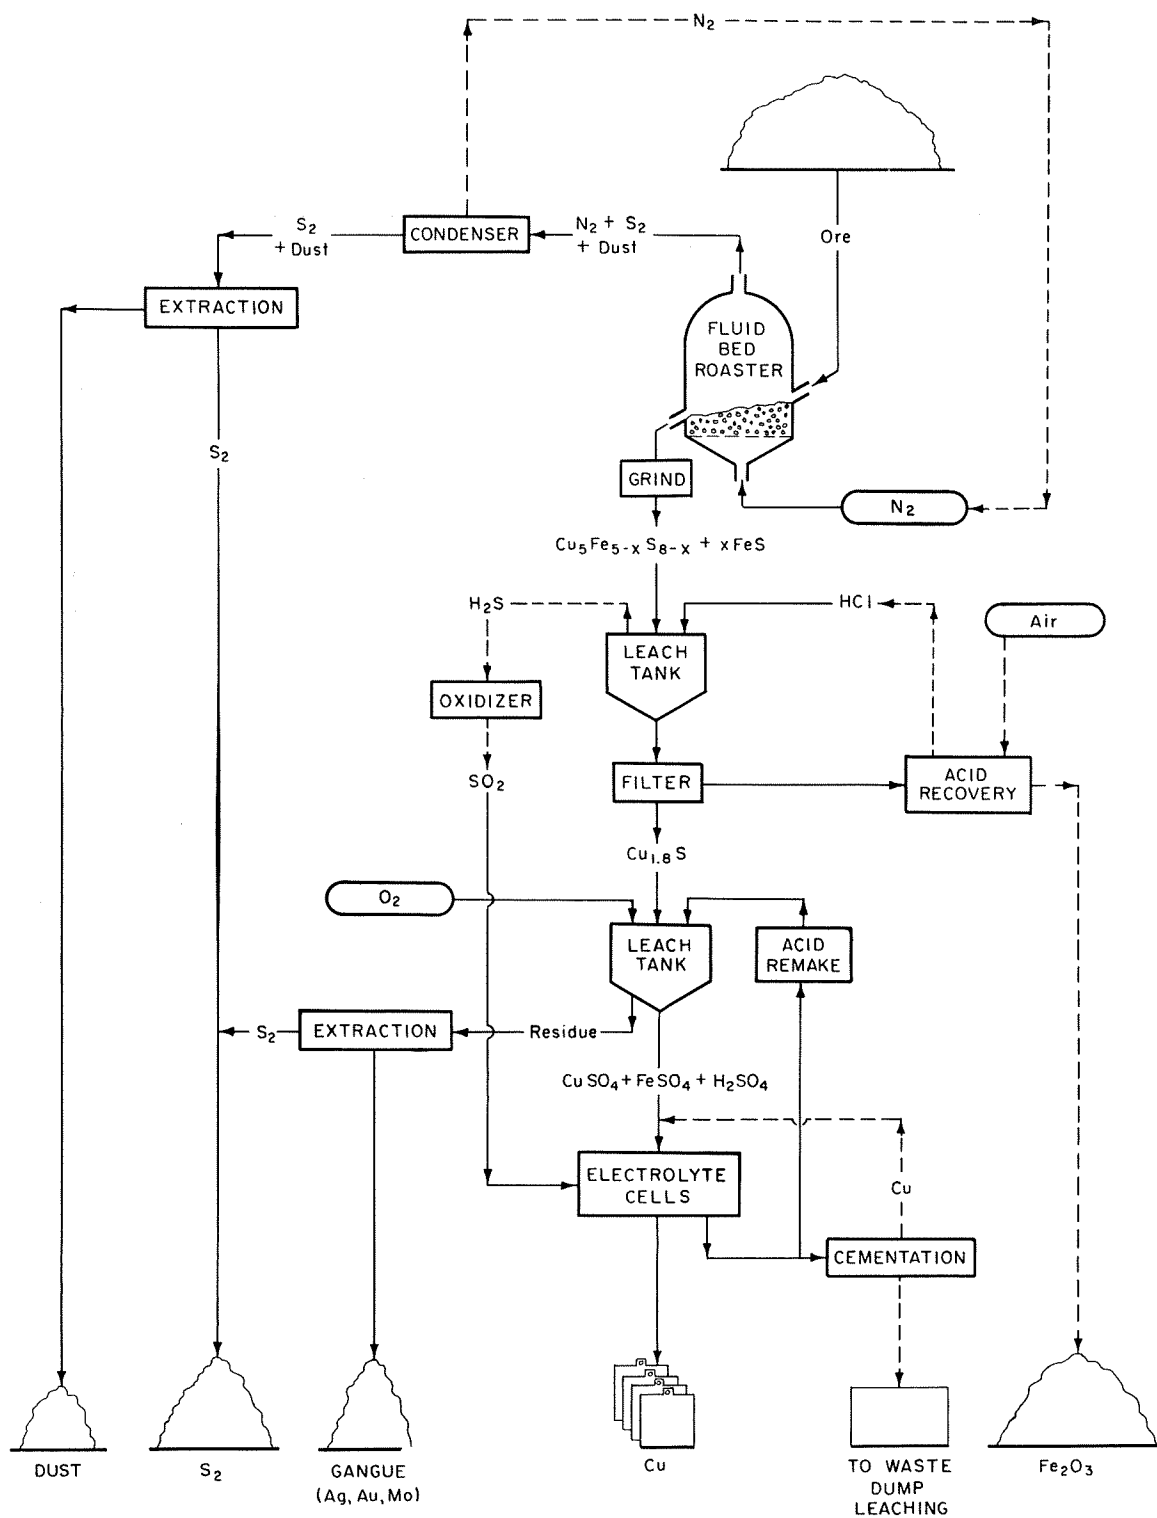 N2
S2
+ Dust
CONDENSER
N2 + S2
+ Dust
Ore
EXTRACTION
FLUID
BED
ROASTER
S2
GRIND
N2
Cu5Fe5-xS8-x + xFeS
H2S
HCl
Air
LEACH
TANK
OXIDIZER
SO2
FILTER
ACID
RECOVERY
Cu1.8S
O2
LEACH
TANK
ACID
REMAKE
S2
EXTRACTION
Residue
CuSO4 + FeSO4 + H2SO4
ELECTROLYTE
CELLS
Cu
CEMENTATION
DUST
S2
GANGUE
(Ag, Au, Mo)
Cu
TO WASTE
DUMP
LEACHING
Fe2O3